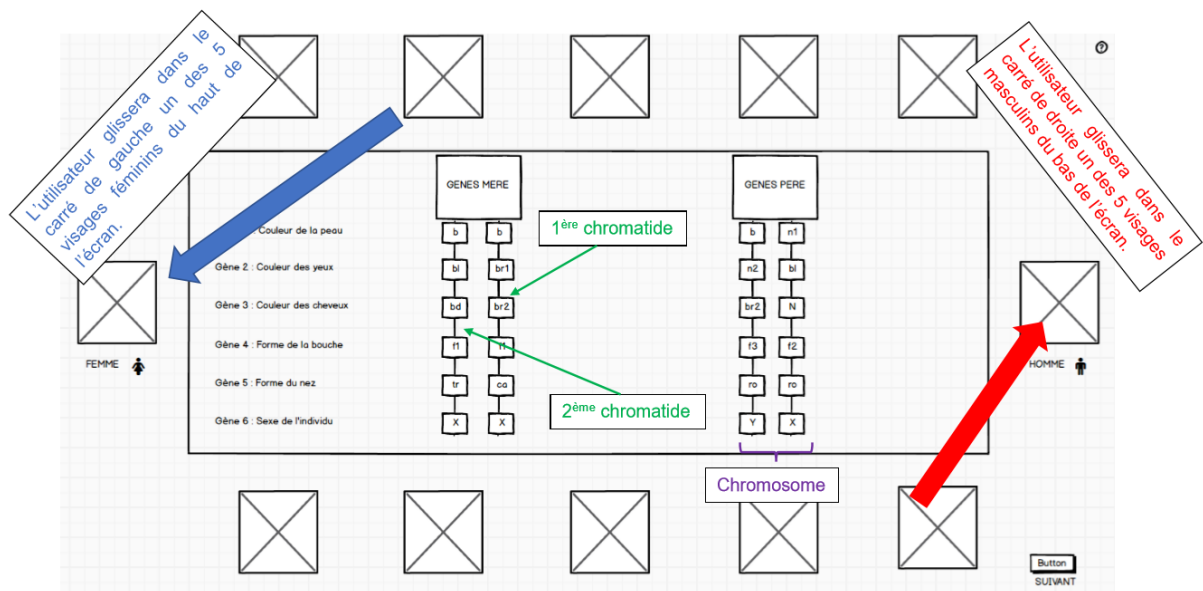 L'utilisateur glissera dans le
carré de gauche un des 5
visages féminins du haut de
l'écran.
L'utilisateur glissera dans le
carré de droite un des 5 visages
masculins du bas de l'écran.
?
GENES MERE
GENES PERE
Couleur de la peau
b b b n1
1ère chromatide
Gène 2 : Couleur des yeux
bl br1 n2 bl
Gène 3 : Couleur des cheveux
bd br2 br2 N
Gène 4 : Forme de la bouche
f1 f1 f3 f2
FEMME
HOMME
Gène 5 : Forme du nez
tr ca ro ro
2ème chromatide
Gène 6 : Sexe de l'individu
X X Y X
Chromosome
Button
SUIVANT